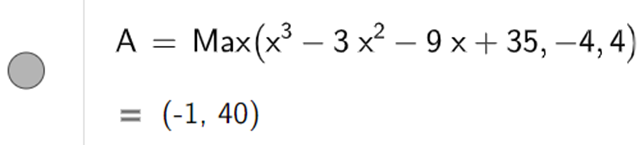 A = Max(x³ − 3 x² − 9 x + 35, −4, 4)
= (-1, 40)